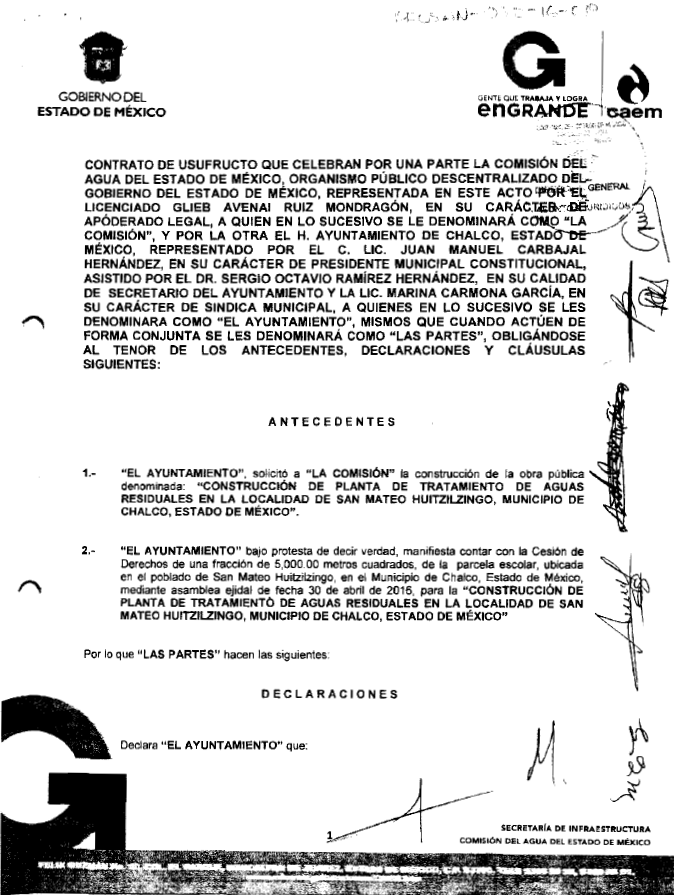 GOBIERNO DEL
ESTADO DE MÉXICO
GENTE QUE TRABAJA Y LOGRA
enGRANDE
caem
CONTRATO DE USUFRUCTO QUE CELEBRAN POR UNA PARTE LA COMISIÓN DEL
AGUA DEL ESTADO DE MÉXICO, ORGANISMO PÚBLICO DESCENTRALIZADO DEL
GOBIERNO DEL ESTADO DE MÉXICO, REPRESENTADA EN ESTE ACTO POR EL
GENERAL
LICENCIADO GLIEB AVENAI RUIZ MONDRAGÓN, EN SU CARÁCTER DE
APÓDERADO LEGAL, A QUIEN EN LO SUCESIVO SE LE DENOMINARÁ COMO "LA
COMISIÓN", Y POR LA OTRA EL H. AYUNTAMIENTO DE CHALCO, ESTADO DE
MÉXICO, REPRESENTADO POR EL C. LIC. JUAN MANUEL CARBAJAL
HERNÁNDEZ, EN SU CARÁCTER DE PRESIDENTE MUNICIPAL CONSTITUCIONAL,
ASISTIDO POR EL DR. SERGIO OCTAVIO RAMÍREZ HERNÁNDEZ, EN SU CALIDAD
DE SECRETARIO DEL AYUNTAMIENTO Y LA LIC. MARINA CARMONA GARCÍA, EN
SU CARÁCTER DE SINDICA MUNICIPAL, A QUIENES EN LO SUCESIVO SE LES
DENOMINARA COMO "EL AYUNTAMIENTO", MISMOS QUE CUANDO ACTÚEN DE
FORMA CONJUNTA SE LES DENOMINARÁ COMO "LAS PARTES", OBLIGÁNDOSE
AL TENOR DE LOS ANTECEDENTES, DECLARACIONES Y CLÁUSULAS
SIGUIENTES:
ANTECEDENTES
1.- "EL AYUNTAMIENTO", solicitó a "LA COMISIÓN" la construcción de la obra pública
denominada: "CONSTRUCCIÓN DE PLANTA DE TRATAMIENTO DE AGUAS
RESIDUALES EN LA LOCALIDAD DE SAN MATEO HUITZILZINGO, MUNICIPIO DE
CHALCO, ESTADO DE MÉXICO".
2.- "EL AYUNTAMIENTO" bajo protesta de decir verdad, manifiesta contar con la Cesión de
Derechos de una fracción de 5,000.00 metros cuadrados, de la parcela escolar, ubicada
en el poblado de San Mateo Huitzilzingo, en el Municipio de Chalco, Estado de México,
mediante asamblea ejidal de fecha 30 de abril de 2015, para la "CONSTRUCCIÓN DE
PLANTA DE TRATAMIENTO DE AGUAS RESIDUALES EN LA LOCALIDAD DE SAN
MATEO HUITZILZINGO, MUNICIPIO DE CHALCO, ESTADO DE MÉXICO"
Por lo que "LAS PARTES" hacen las siguientes:
DECLARACIONES
Declara "EL AYUNTAMIENTO" que:
1
SECRETARÍA DE INFRAESTRUCTURA
COMISIÓN DEL AGUA DEL ESTADO DE MÉXICO